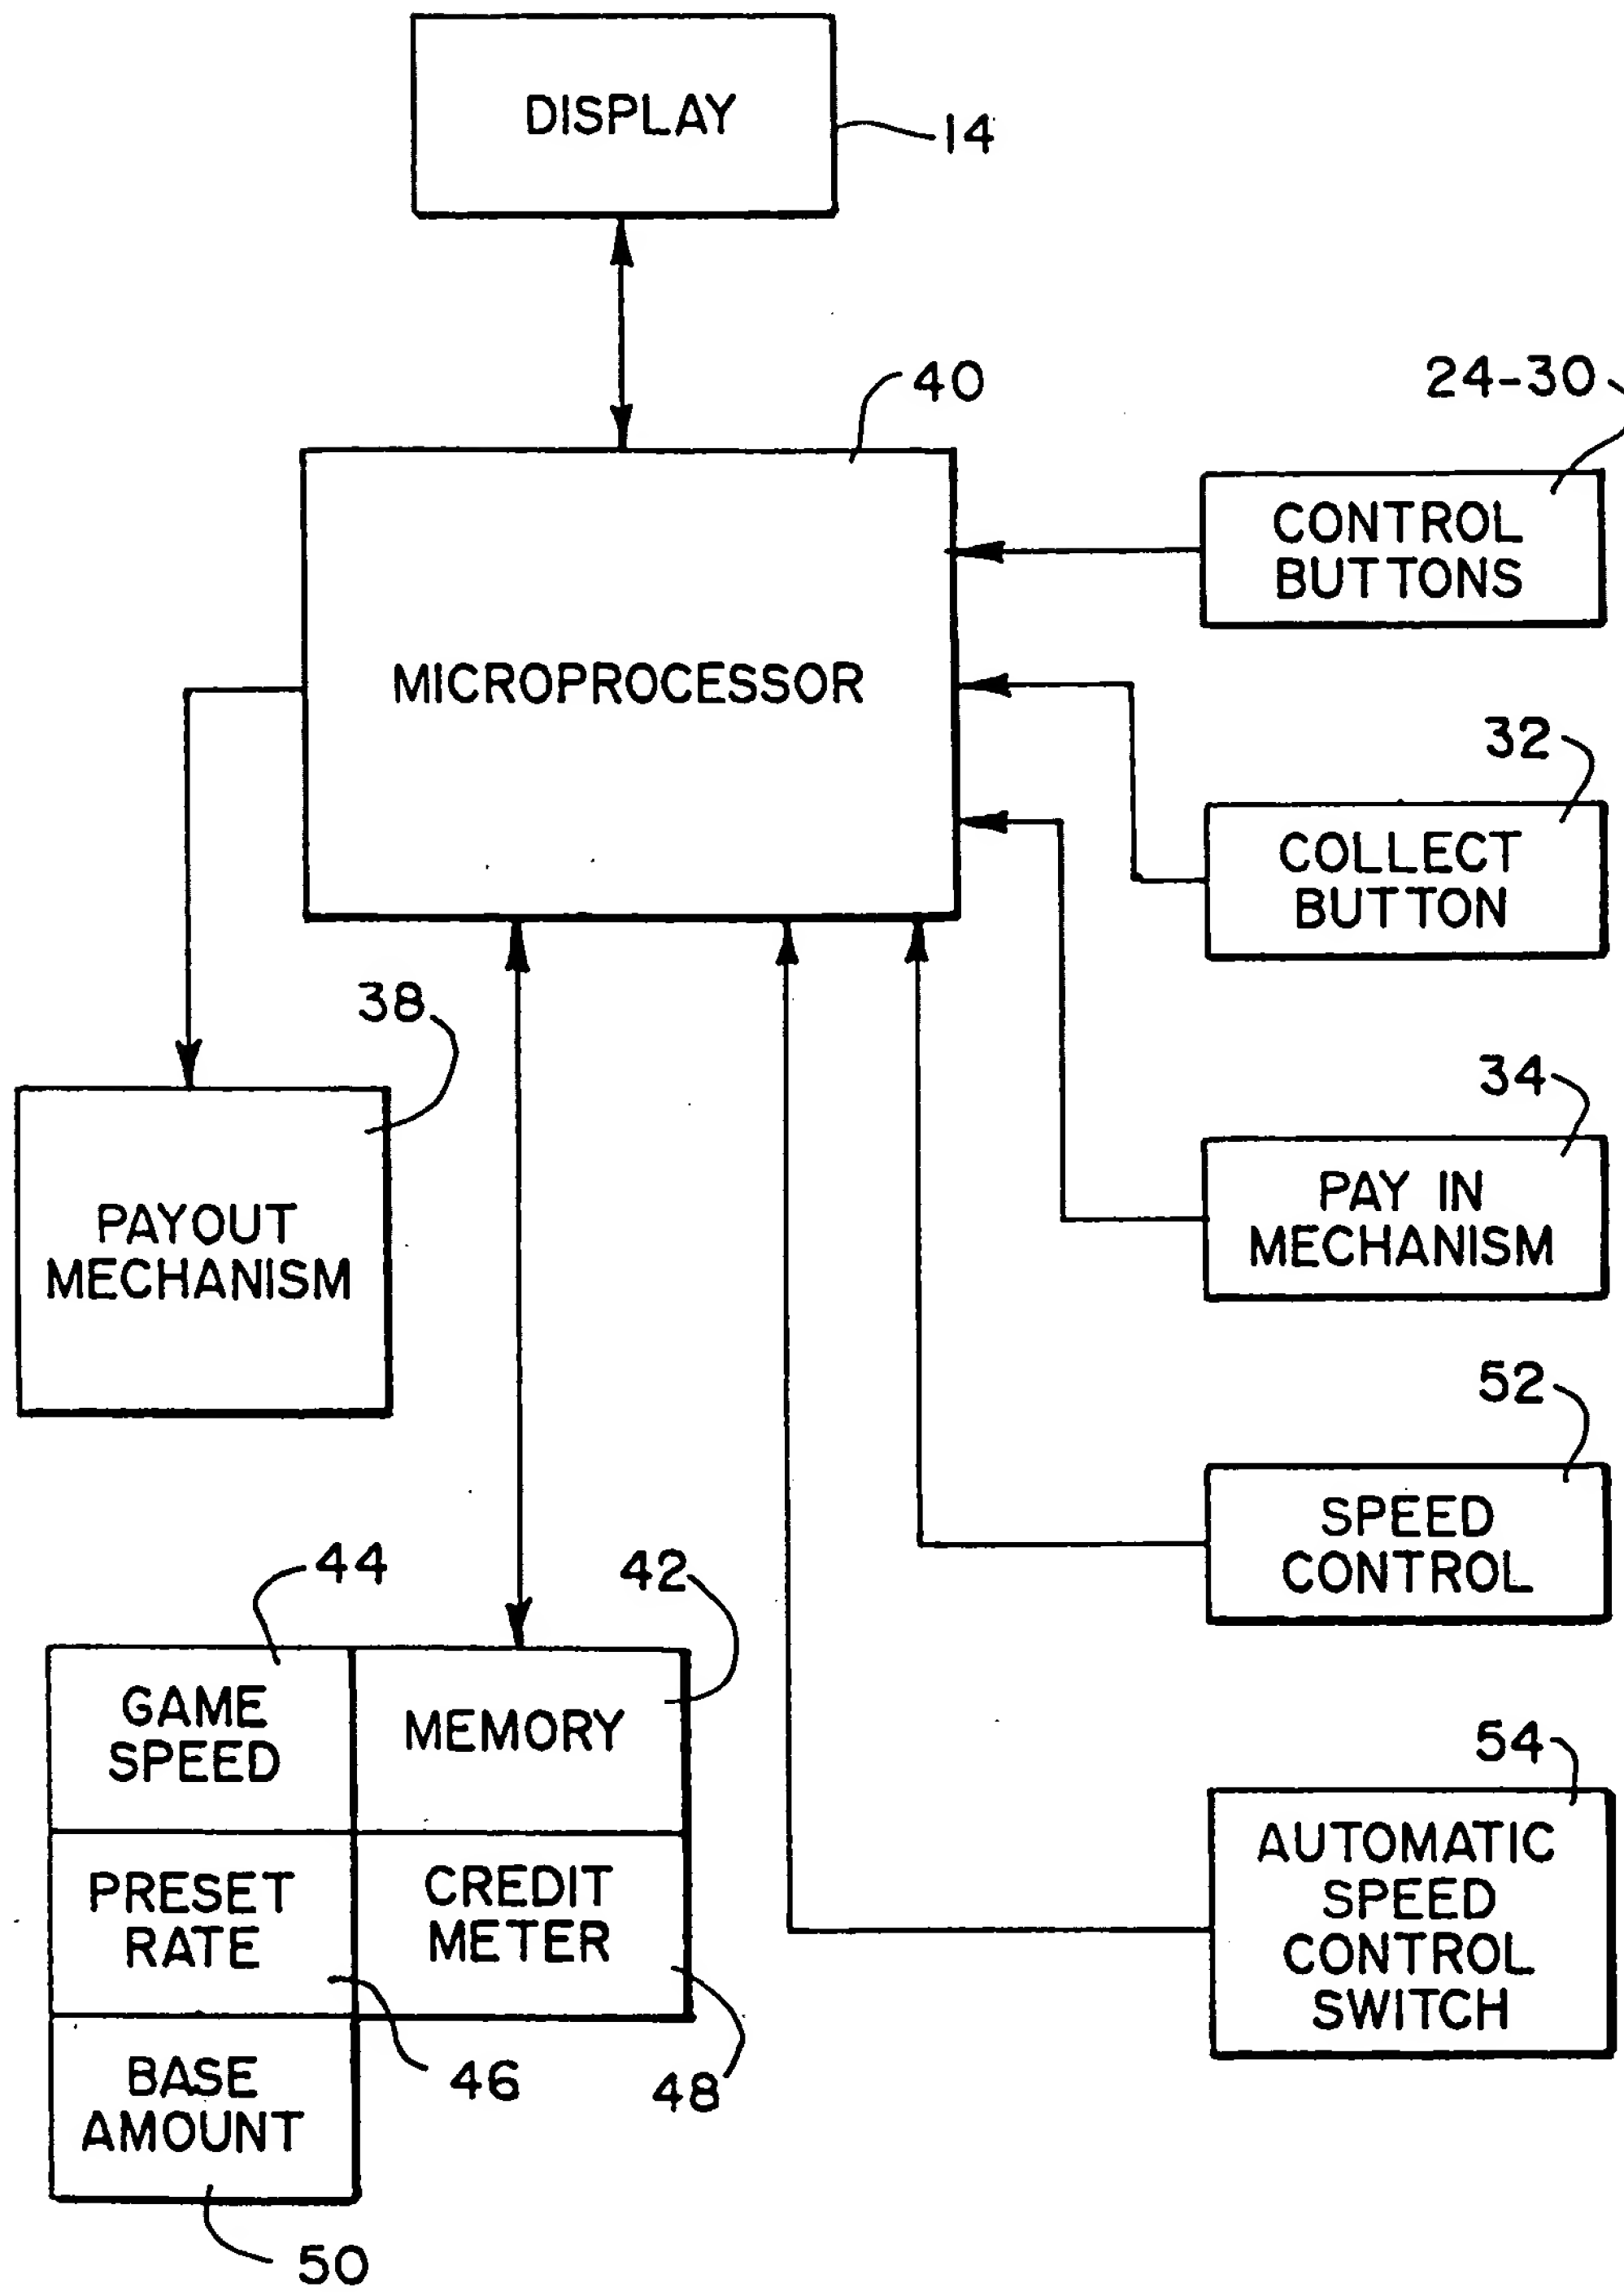 DISPLAY
14
40
24-30
CONTROL
BUTTONS
MICROPROCESSOR
32
COLLECT
BUTTON
38
34
PAY IN
MECHANISM
PAYOUT
MECHANISM
52
SPEED
CONTROL
44
42
GAME
SPEED
MEMORY
54
AUTOMATIC
SPEED
CONTROL
SWITCH
PRESET
RATE
CREDIT
METER
46
48
BASE
AMOUNT
50